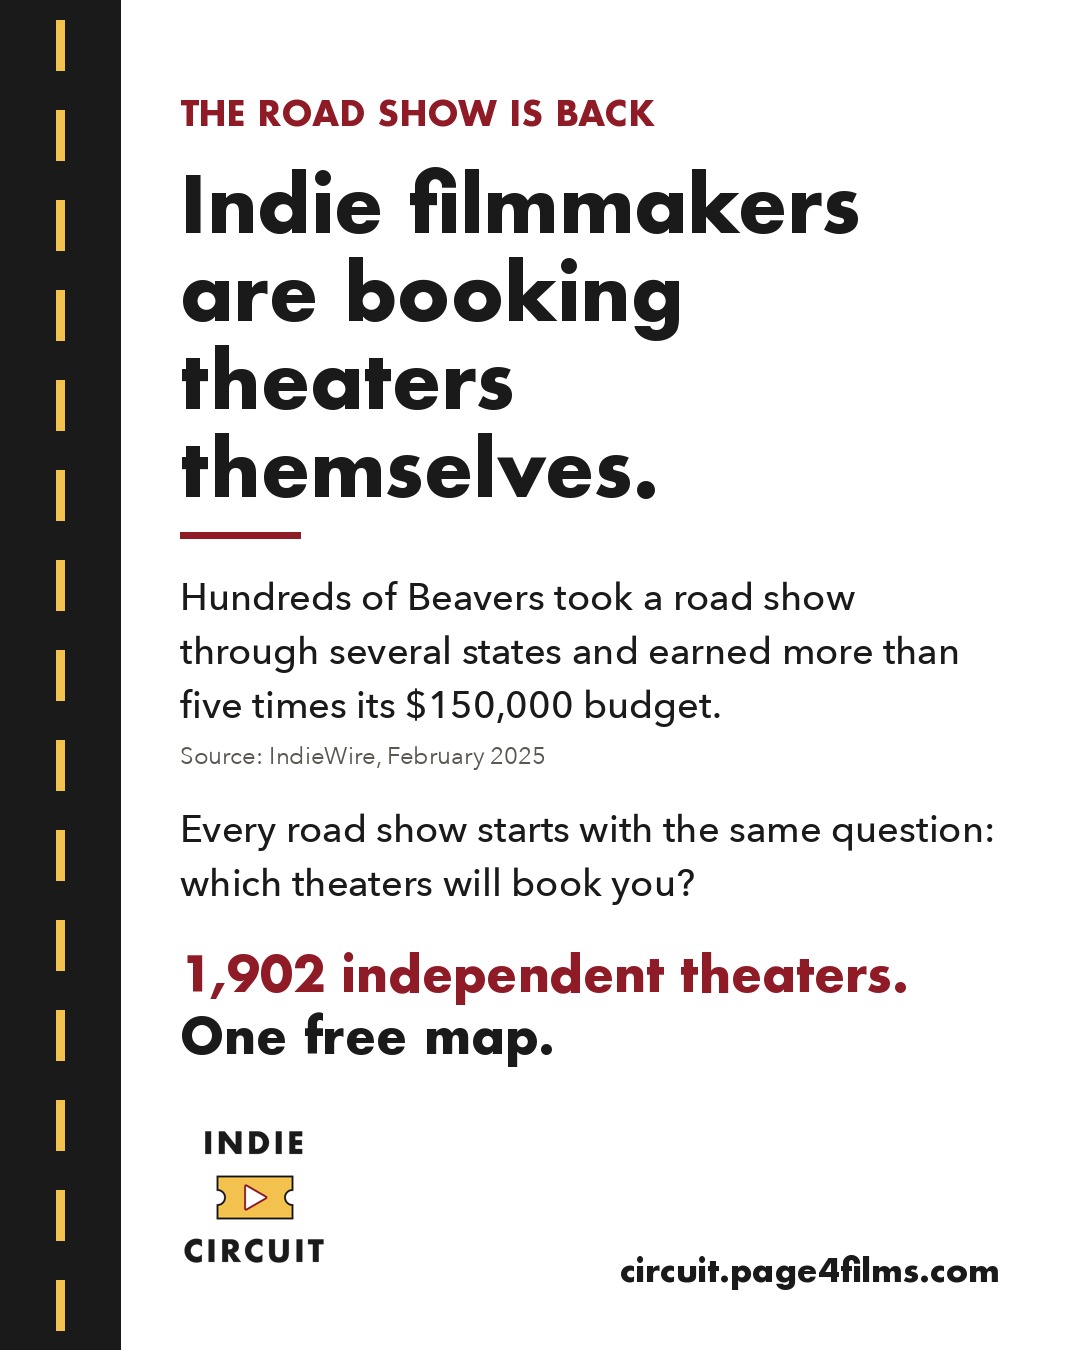 THE ROAD SHOW IS BACK
Indie filmmakers
are booking
theaters
themselves.
Hundreds of Beavers took a road show
through several states and earned more than
five times its $150,000 budget.
Source: IndieWire, February 2025
Every road show starts with the same question:
which theaters will book you?
1,902 independent theaters.
One free map.
INDIE
CIRCUIT
circuit.page4films.com